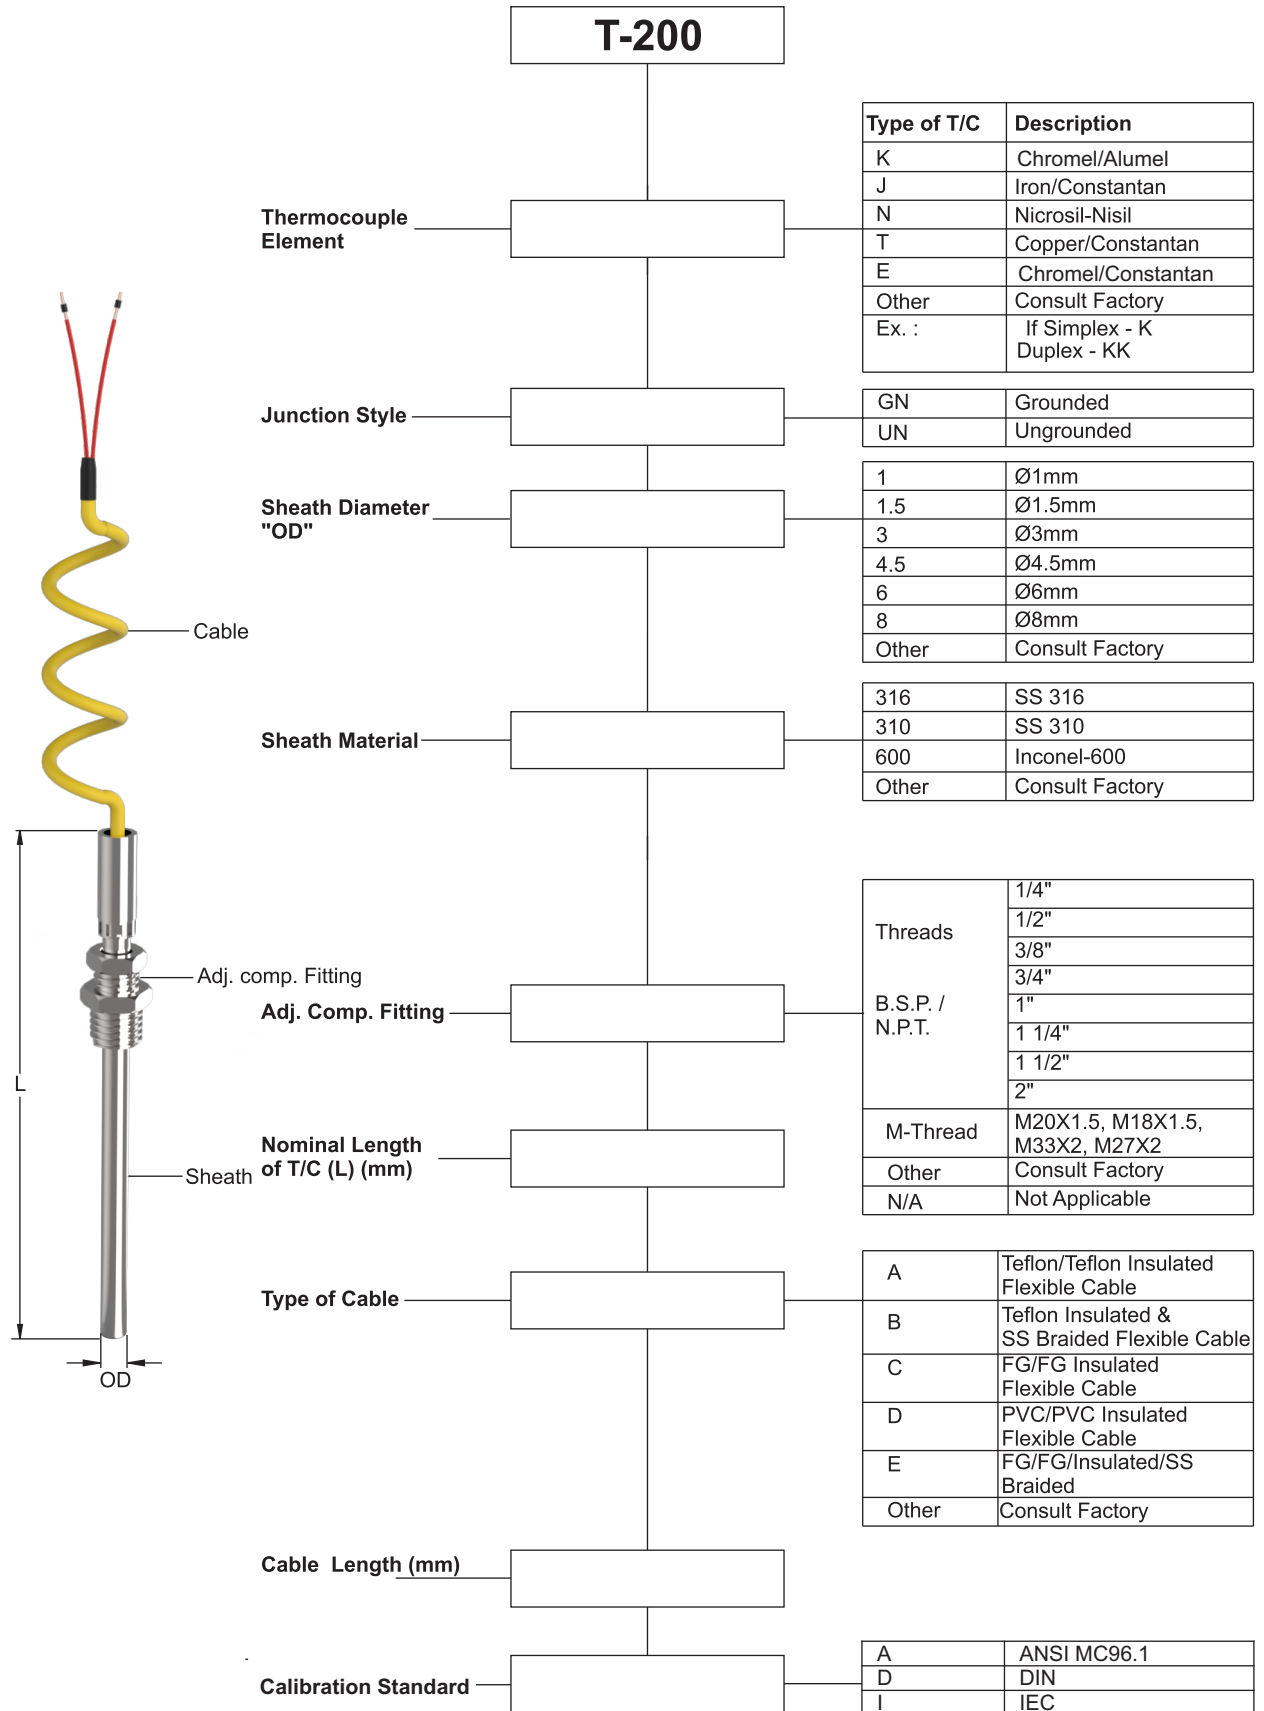 T-200
Type of T/C Description
K Chromel/Alumel
J Iron/Constantan
N Nicrosil-Nisil
T Copper/Constantan
E Chromel/Constantan
Other Consult Factory
Ex. : If Simplex - K
Duplex - KK
Thermocouple
Element
Junction Style
GN Grounded
UN Ungrounded
Sheath Diameter
"OD"
1 Ø1mm
1.5 Ø1.5mm
3 Ø3mm
4.5 Ø4.5mm
6 Ø6mm
8 Ø8mm
Other Consult Factory
Cable
Sheath Material
316 SS 316
310 SS 310
600 Inconel-600
Other Consult Factory
Adj. comp. Fitting
Adj. Comp. Fitting
Threads
B.S.P. /
N.P.T.
1/4"
1/2"
3/8"
3/4"
1"
1 1/4"
1 1/2"
2"
M-Thread M20X1.5, M18X1.5,
M33X2, M27X2
Other Consult Factory
N/A Not Applicable
L
Nominal Length
of T/C (L) (mm)
Sheath
OD
Type of Cable
A Teflon/Teflon Insulated
Flexible Cable
B Teflon Insulated &
SS Braided Flexible Cable
C FG/FG Insulated
Flexible Cable
D PVC/PVC Insulated
Flexible Cable
E FG/FG/Insulated/SS
Braided
Other Consult Factory
Cable Length (mm)
Calibration Standard
A ANSI MC96.1
D DIN
I IEC